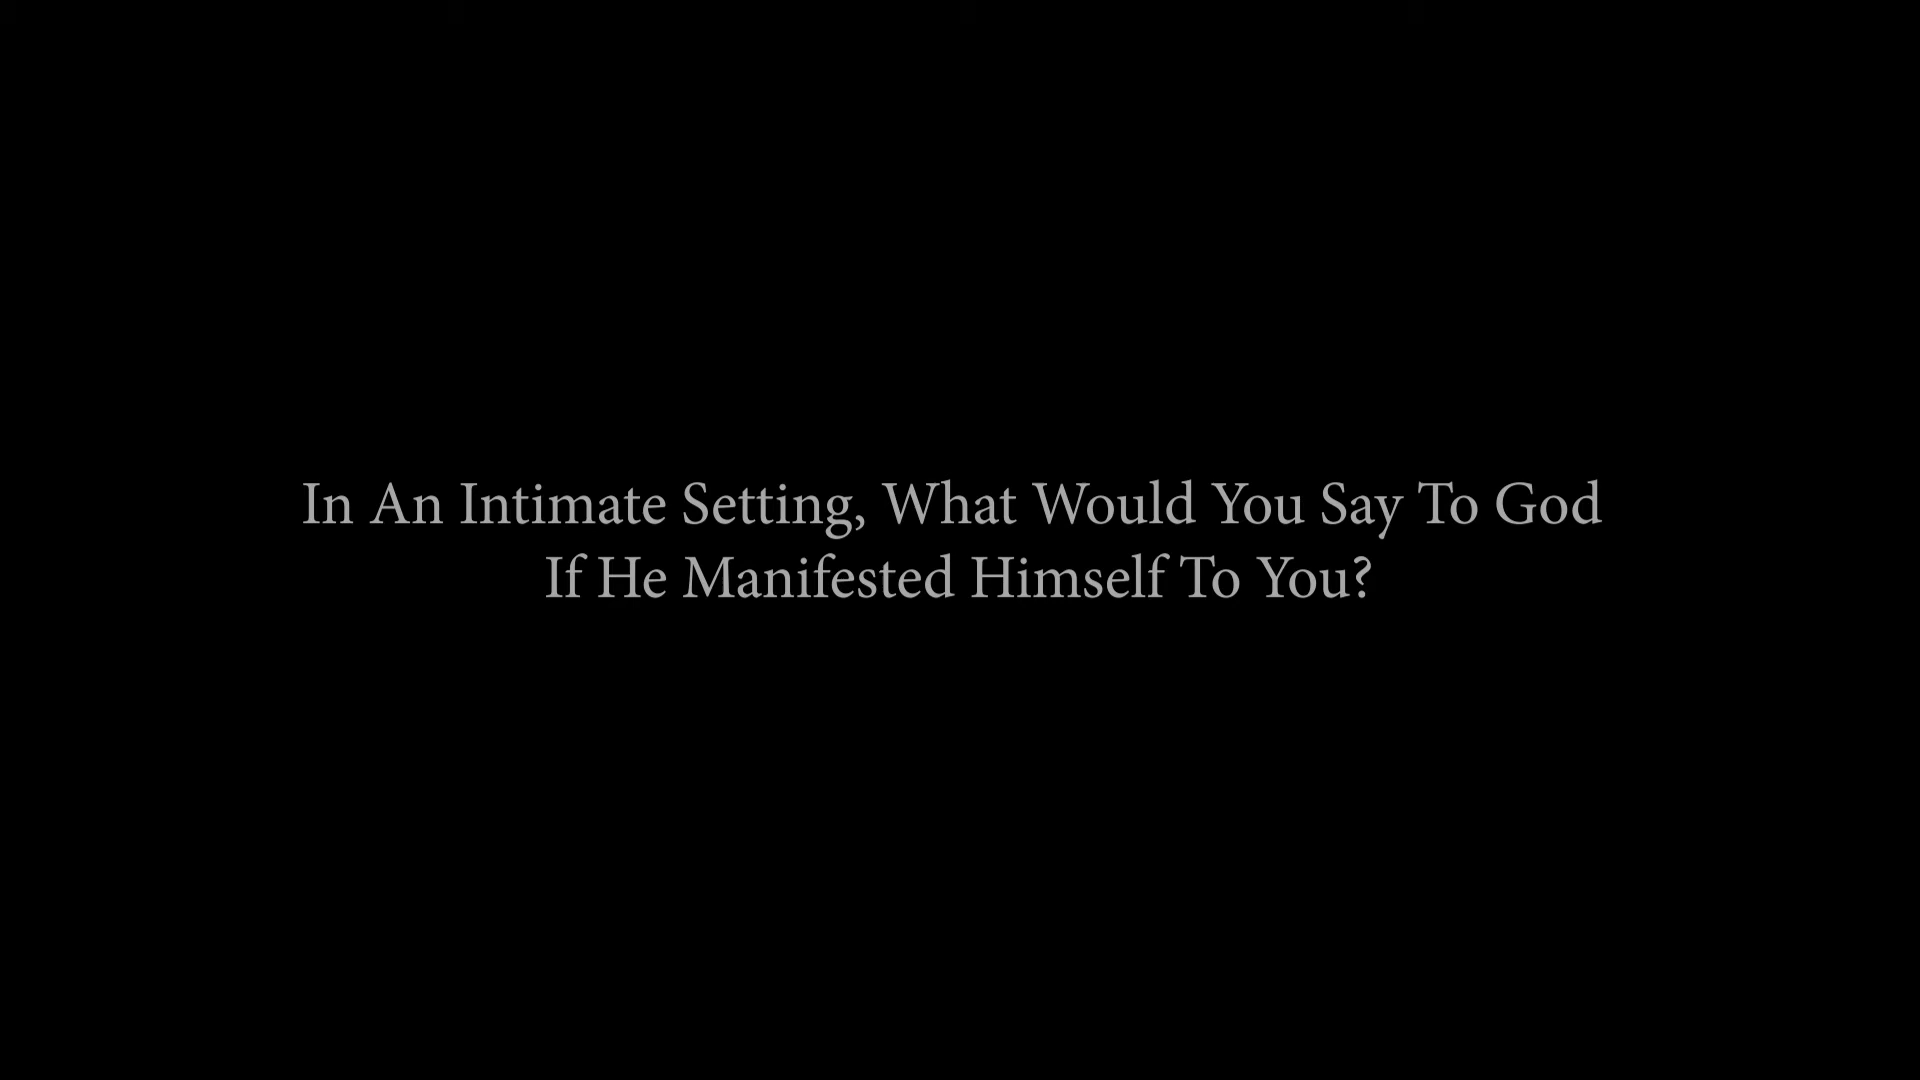 In An Intimate Setting, What Would You Say To God
If He Manifested Himself To You?